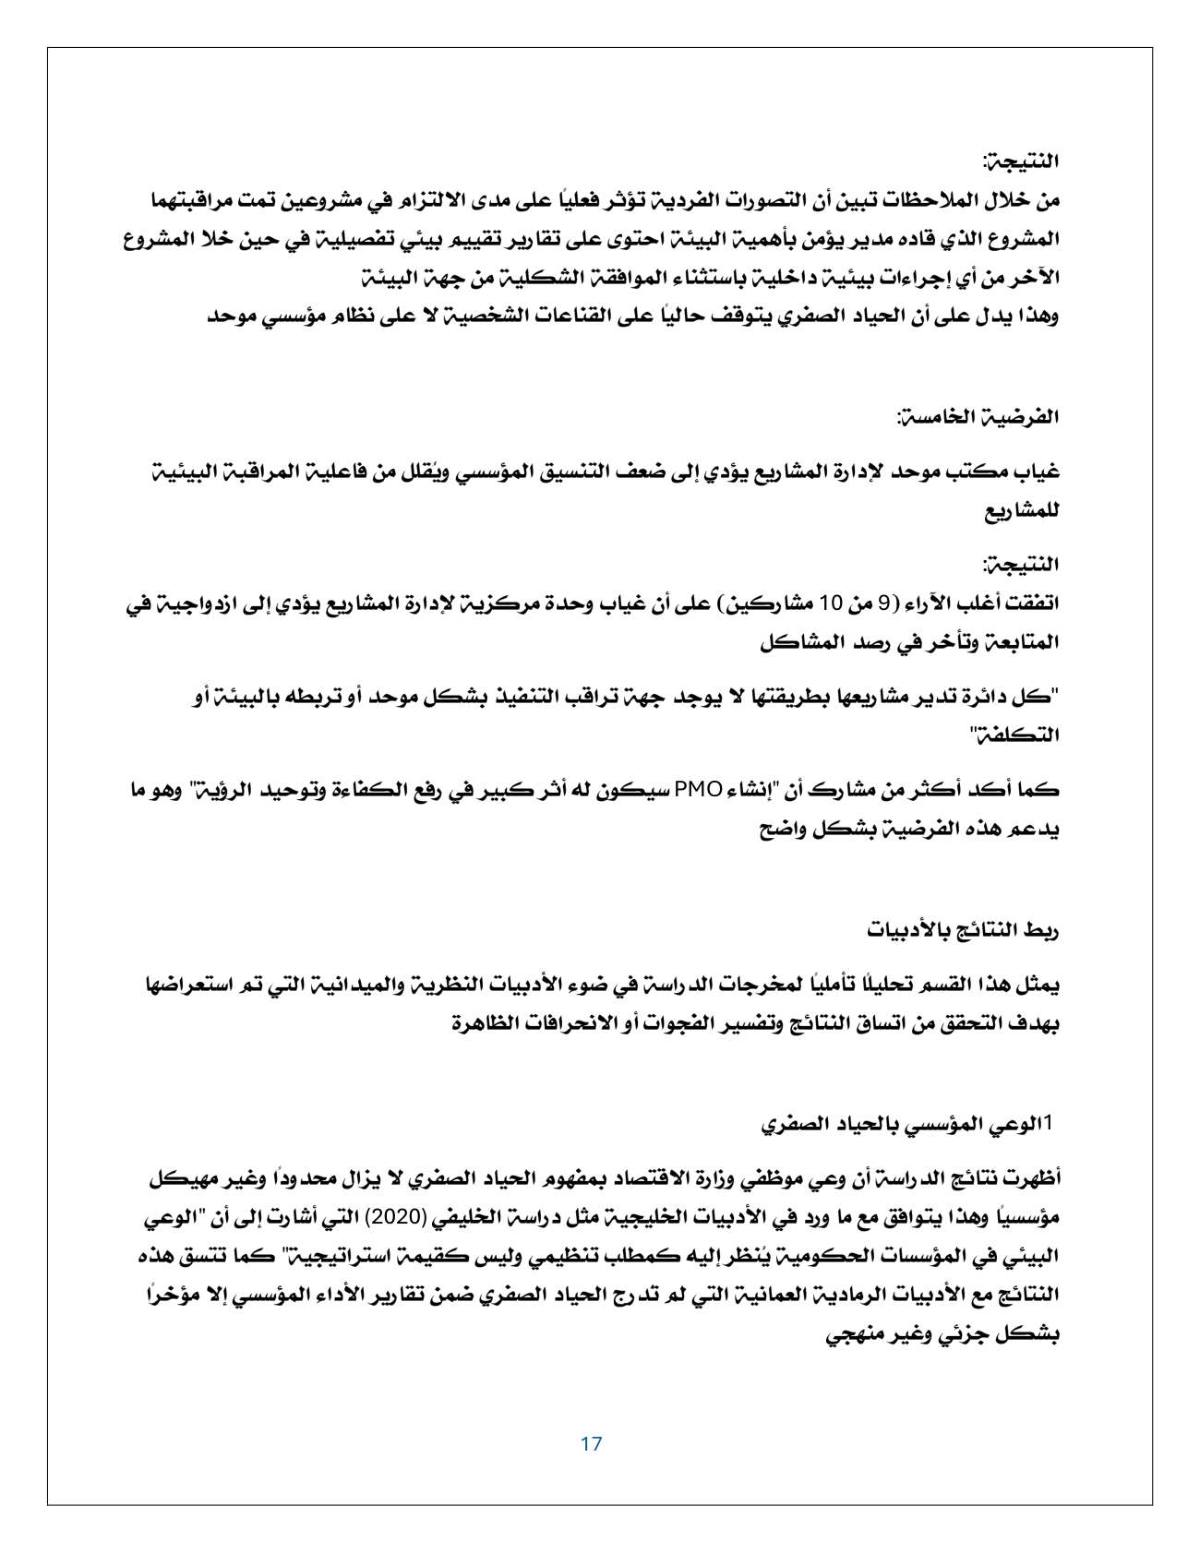 النتيجة:
من خلال الملاحظات تبين أن التصورات الفردية تؤثر فعليًا على مدى الالتزام في مشروعين تمت مراقبتهما
المشروع الذي قاده مدير يؤمن بأهمية البيئة احتوى على تقارير تقييم بيئي تفصيلية في حين خلا المشروع
الآخر من أي إجراءات بيئية داخلية باستثناء الموافقة الشكلية من جهة البيئة
وهذا يدل على أن الحياد الصفري يتوقف حاليًا على القناعات الشخصية لا على نظام مؤسسي موحد
الفرضية الخامسة:
غياب مكتب موحد لإدارة المشاريع يؤدي إلى ضعف التنسيق المؤسسي ويُقلل من فاعلية المراقبة البيئية
للمشاريع
النتيجة:
اتفقت أغلب الآراء (9 من 10 مشاركين) على أن غياب وحدة مركزية لإدارة المشاريع يؤدي إلى ازدواجية في
المتابعة وتأخر في رصد المشاكل
"كل دائرة تدير مشاريعها بطريقتها لا يوجد جهة تراقب التنفيذ بشكل موحد أو تربطه بالبيئة أو
التكلفة"
كما أكد أكثر من مشارك أن "إنشاء PMO سيكون له أثر كبير في رفع الكفاءة وتوحيد الرؤية" وهو ما
يدعم هذه الفرضية بشكل واضح
ربط النتائج بالأدبيات
يمثل هذا القسم تحليلًا تأمليًا لمخرجات الدراسة في ضوء الأدبيات النظرية والميدانية التي تم استعراضها
بهدف التحقق من اتساق النتائج وتفسير الفجوات أو الانحرافات الظاهرة
1الوعي المؤسسي بالحياد الصفري
أظهرت نتائج الدراسة أن وعي موظفي وزارة الاقتصاد بمفهوم الحياد الصفري لا يزال محدودًا وغير مهيكل
مؤسسيًا وهذا يتوافق مع ما ورد في الأدبيات الخليجية مثل دراسة الخليفي (2020) التي أشارت إلى أن "الوعي
البيئي في المؤسسات الحكومية يُنظر إليه كمطلب تنظيمي وليس كقيمة استراتيجية" كما تتسق هذه
النتائج مع الأدبيات الرمادية العمانية التي لم تدرج الحياد الصفري ضمن تقارير الأداء المؤسسي إلا مؤخرًا
بشكل جزئي وغير منهجي
17